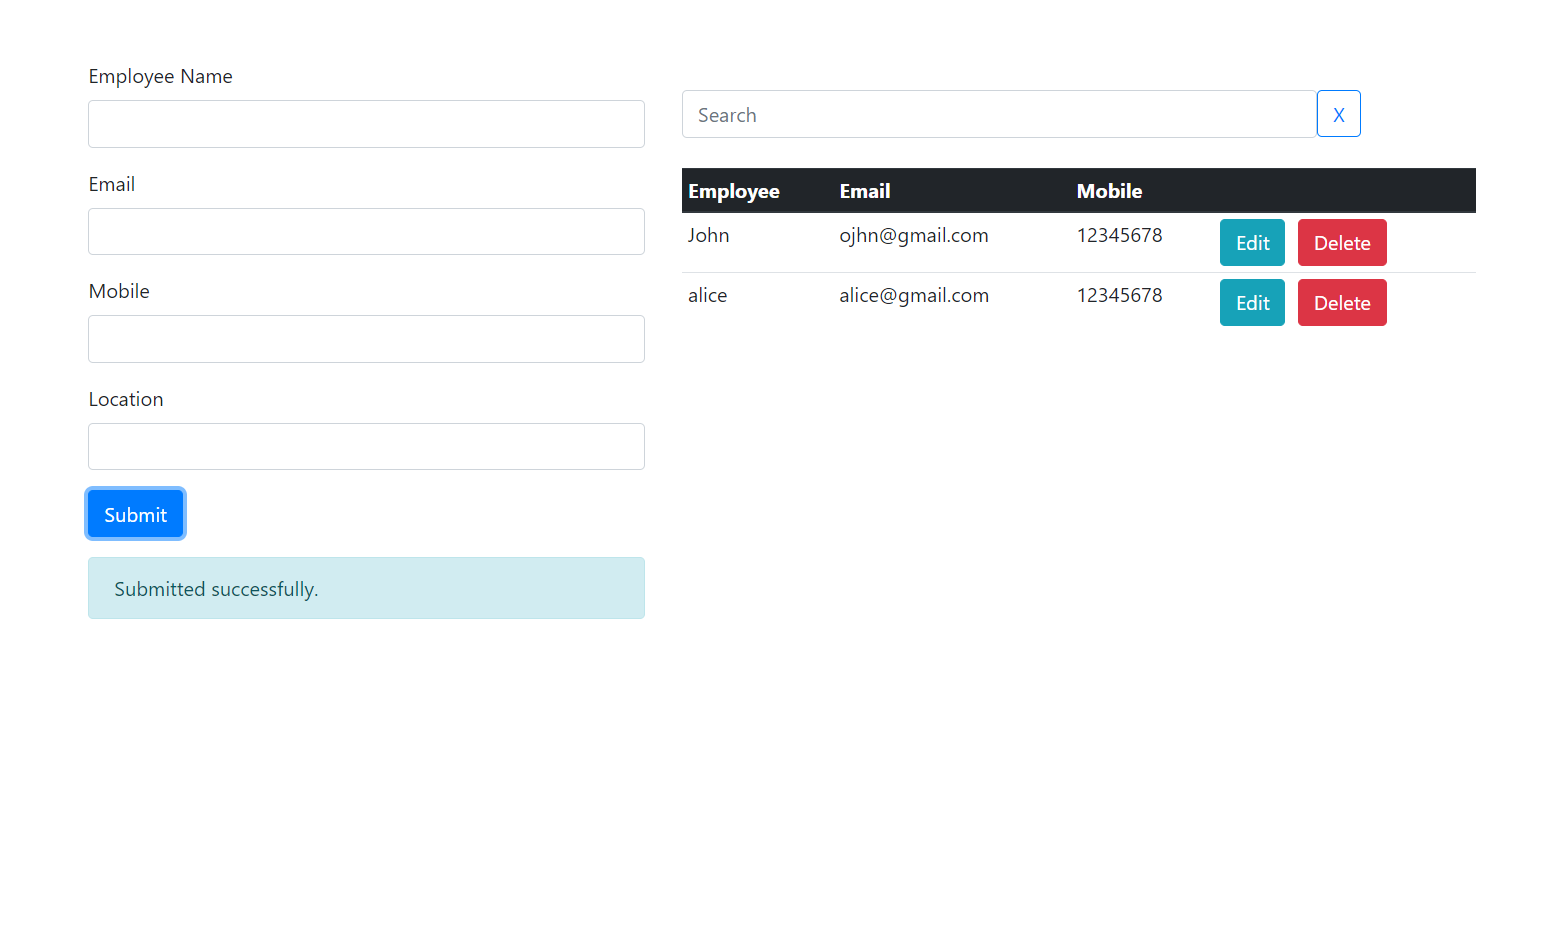 Employee Name
Email
Mobile
Location
Submit
Submitted successfully.
Search X
Employee Email Mobile
John ojhn@gmail.com 12345678 Edit Delete
alice alice@gmail.com 12345678 Edit Delete